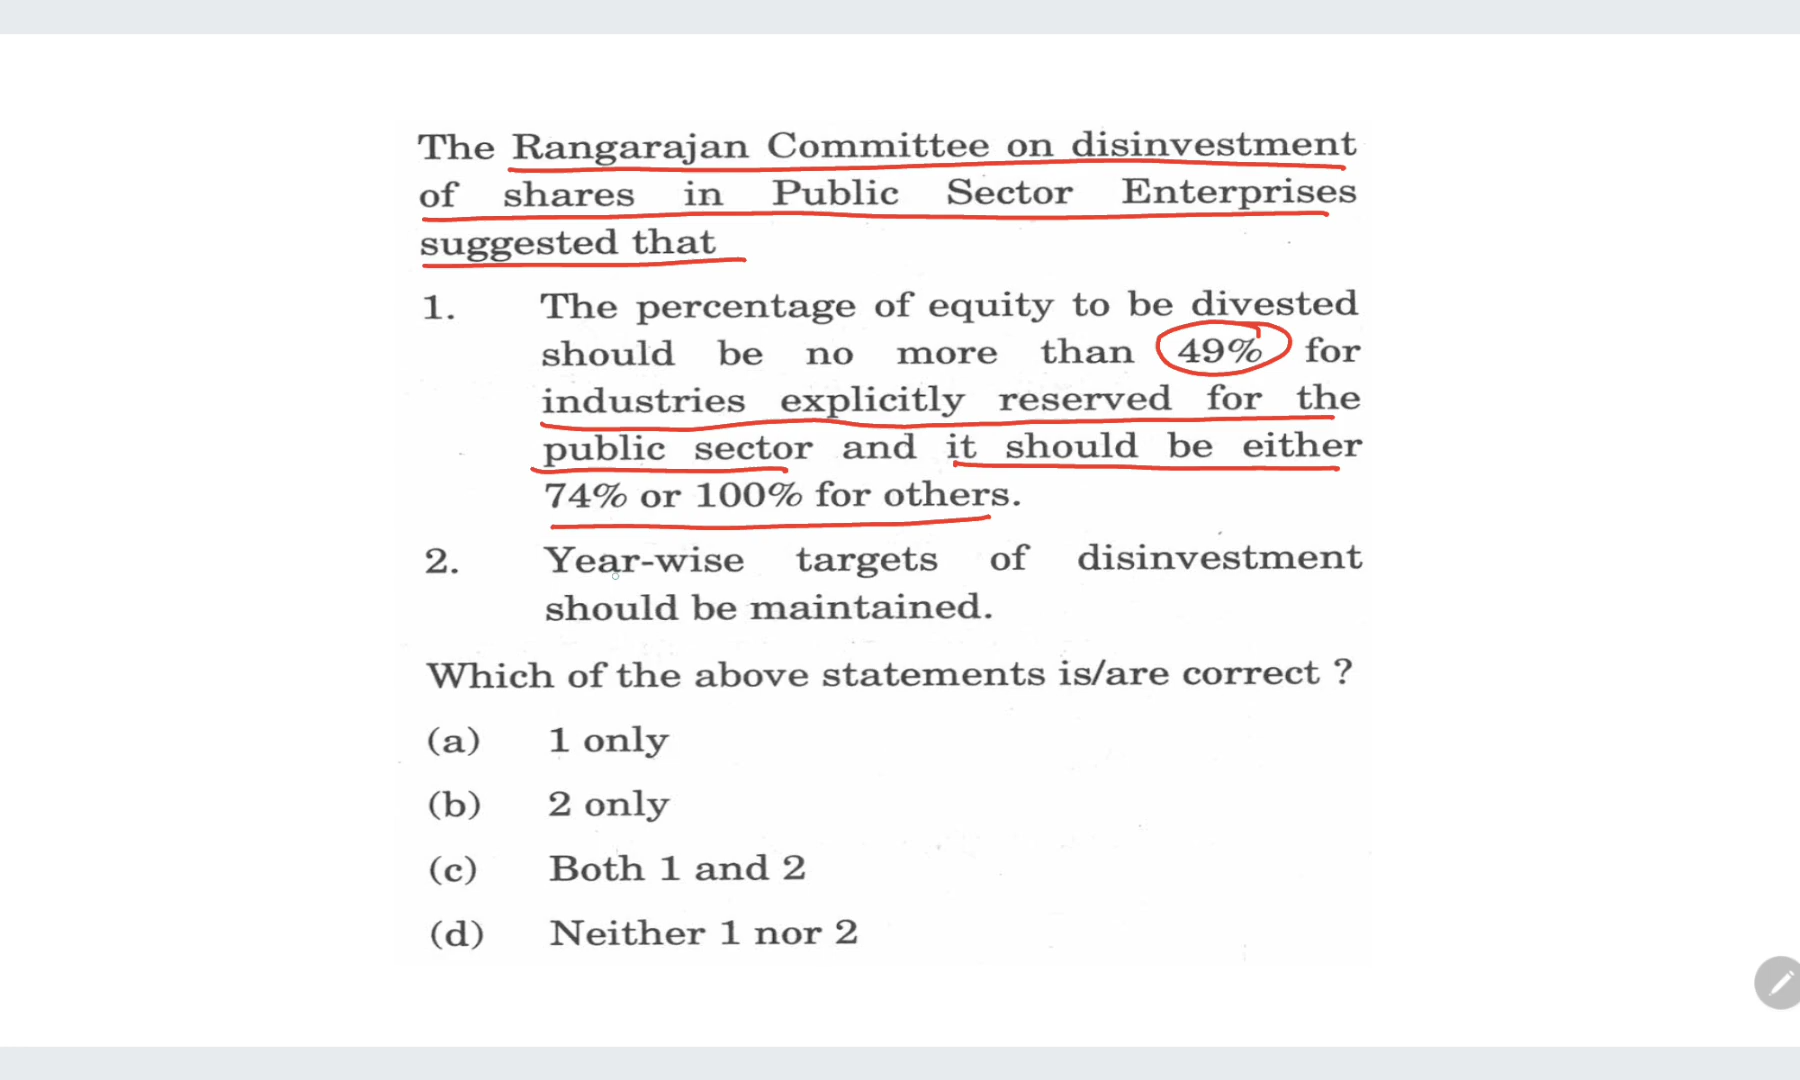 The Rangarajan Committee on disinvestment
of shares in Public Sector Enterprises
suggested that
1. The percentage of equity to be divested
should be no more than 49% for
industries explicitly reserved for the
public sector and it should be either
74% or 100% for others.
2. Year-wise targets of disinvestment
should be maintained.
Which of the above statements is/are correct ?
(a) 1 only
(b) 2 only
(c) Both 1 and 2
(d) Neither 1 nor 2